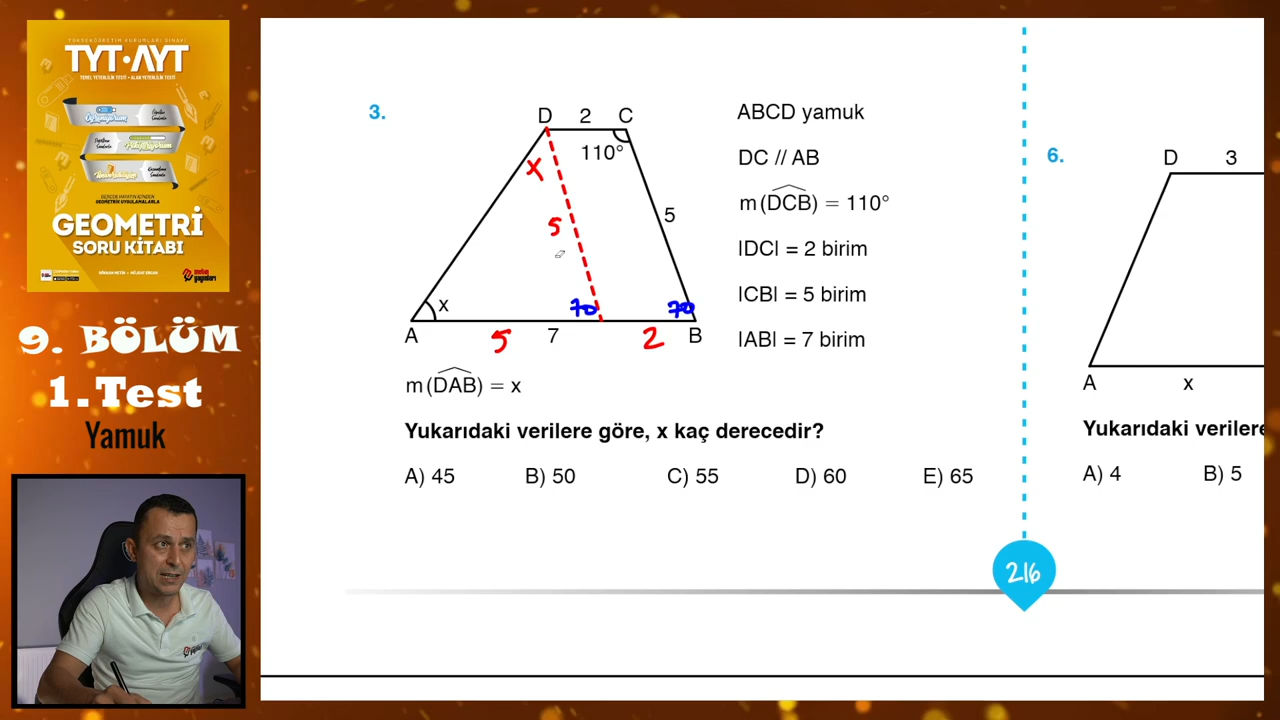 YÜKSEKÖĞRETİM KURUMLARI SINAVI
TYT•AYT
TEMEL YETERLİLİK TESTİ • ALAN YETERLİLİK TESTİ
GEOMETRİ
SORU KİTABI
9. BÖLÜM
1.Test
Yamuk
3.
D 2 C
110°
x
5
5
x
70
70
A 5 7 2 B
ABCD yamuk
DC // AB
m(DCB) = 110°
|DC| = 2 birim
|CB| = 5 birim
|AB| = 7 birim
m(DAB) = x
Yukarıdaki verilere göre, x kaç derecedir?
A) 45 B) 50 C) 55 D) 60 E) 65
216
6.
D 3
A x
Yukarıdaki verilere
A) 4 B) 5